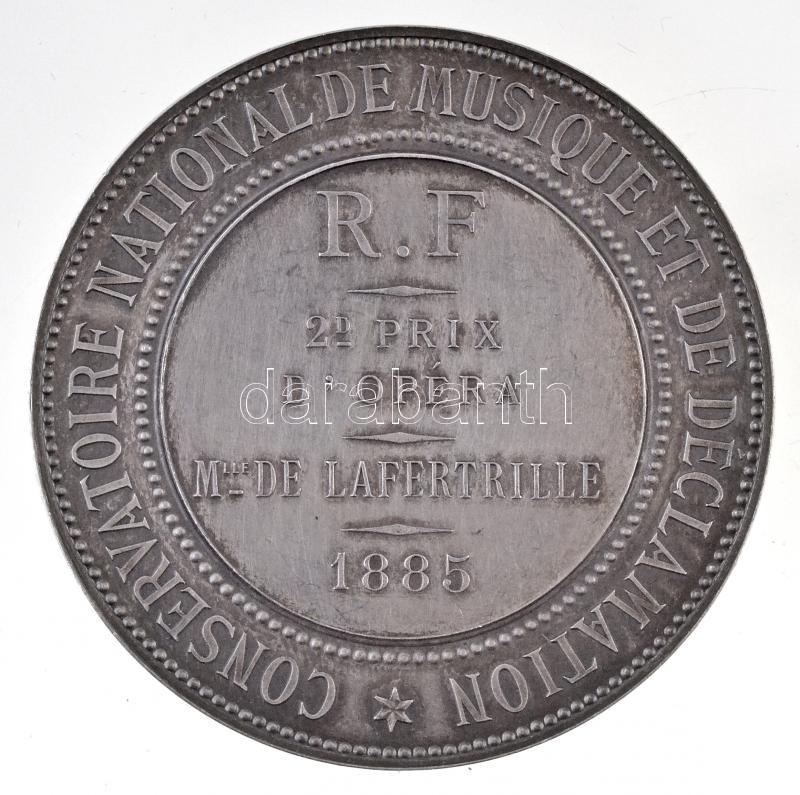 CONSERVATOIRE NATIONAL DE MUSIQUE ET DE DÉCLAMATION
R.F
2D PRIX
D'OPÉRA
MLLE DE LAFERTRILLE
1885
darabanth